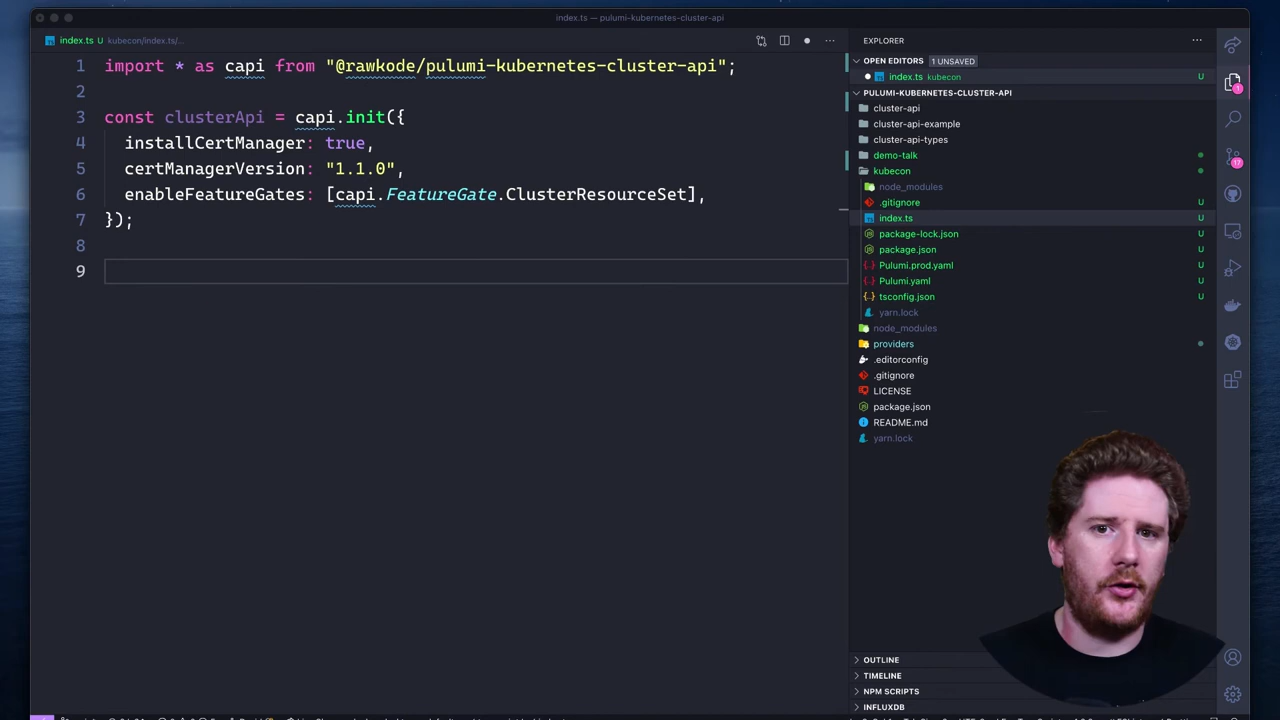 index.ts — pulumi-kubernetes-cluster-api
index.ts kubecon/index.ts/...
1 import * as capi from "@rawkode/pulumi-kubernetes-cluster-api";
2
3 const clusterApi = capi.init({
4 installCertManager: true,
5 certManagerVersion: "1.1.0",
6 enableFeatureGates: [capi.FeatureGate.ClusterResourceSet],
7 });
8
9
EXPLORER
OPEN EDITORS 1 UNSAVED
index.ts kubecon U
PULUMI-KUBERNETES-CLUSTER-API
cluster-api
cluster-api-example
cluster-api-types
demo-talk
kubecon
node_modules
.gitignore U
index.ts U
package-lock.json U
package.json U
Pulumi.prod.yaml U
Pulumi.yaml U
tsconfig.json U
yarn.lock
node_modules
providers
.editorconfig
.gitignore
LICENSE
package.json
README.md
yarn.lock
OUTLINE
TIMELINE
NPM SCRIPTS
INFLUXDB
1
17